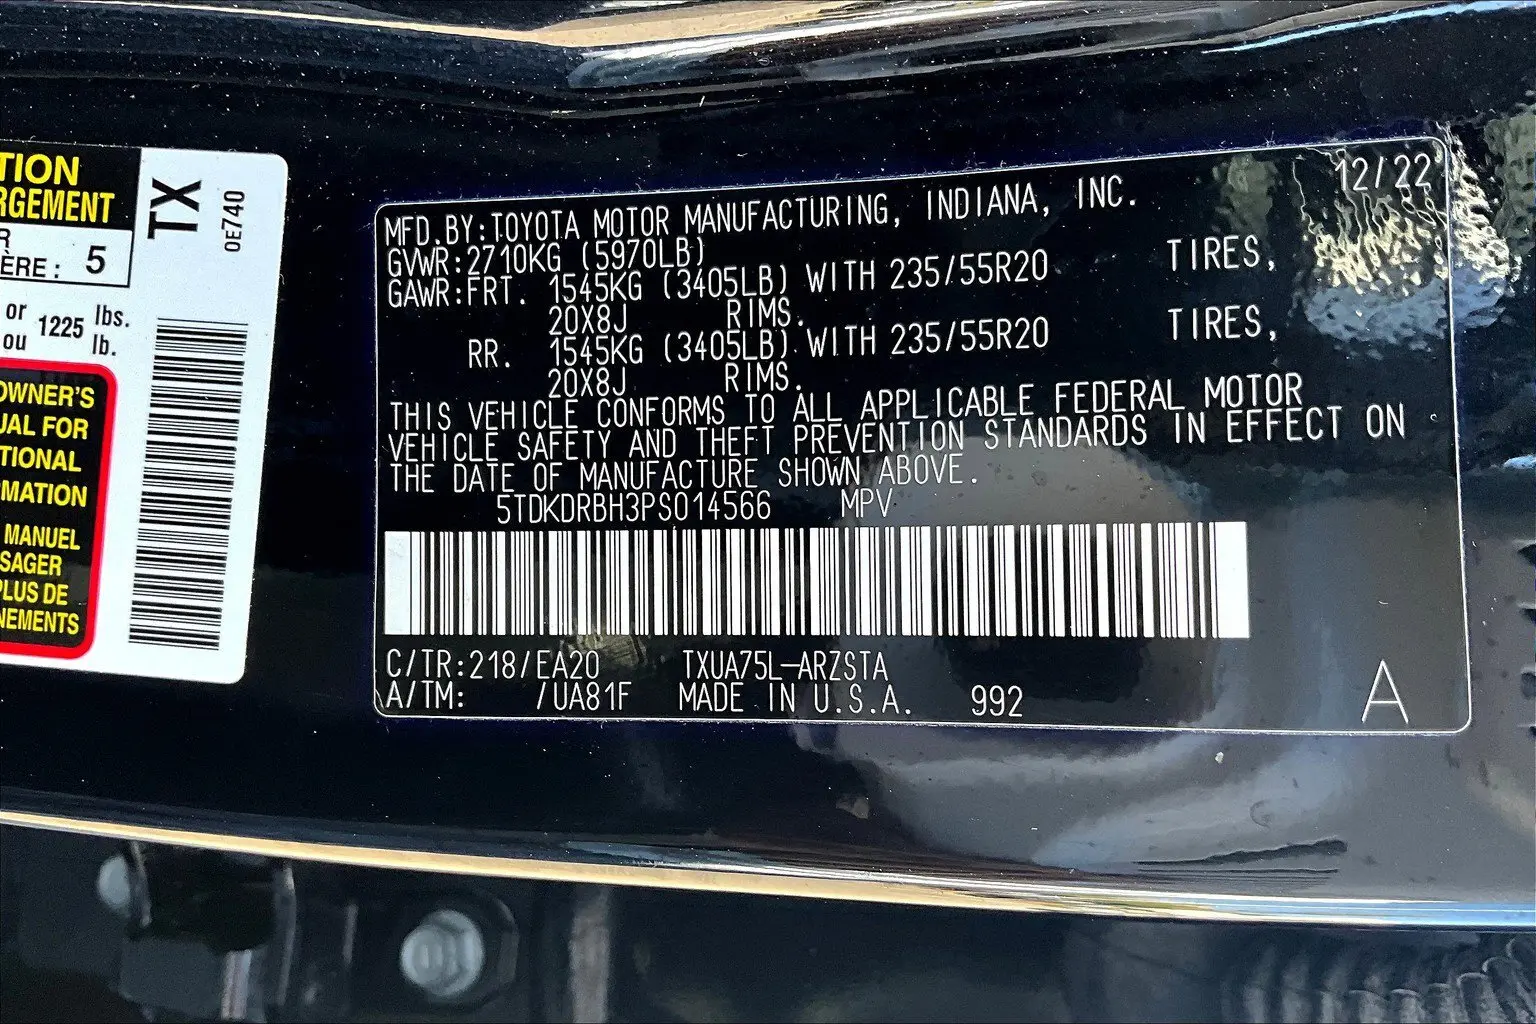 TION
RGEMENT
R
ÈRE : 5
or
ou 1225 lbs.
lb.
OWNER'S
UAL FOR
TIONAL
RMATION
MANUEL
SAGER
PLUS DE
NEMENTS
TX
0E740
12/22
MFD.BY:TOYOTA MOTOR MANUFACTURING, INDIANA, INC.
GVWR:2710KG (5970LB)
GAWR:FRT. 1545KG (3405LB) WITH 235/55R20 TIRES,
20X8J RIMS.
RR. 1545KG (3405LB) WITH 235/55R20 TIRES,
20X8J RIMS.
THIS VEHICLE CONFORMS TO ALL APPLICABLE FEDERAL MOTOR
VEHICLE SAFETY AND THEFT PREVENTION STANDARDS IN EFFECT ON
THE DATE OF MANUFACTURE SHOWN ABOVE.
5TDKDRBH3PS014566 MPV
C/TR:218/EA20 TXUA75L-ARZSTA
A/TM: /UA81F MADE IN U.S.A. 992
A